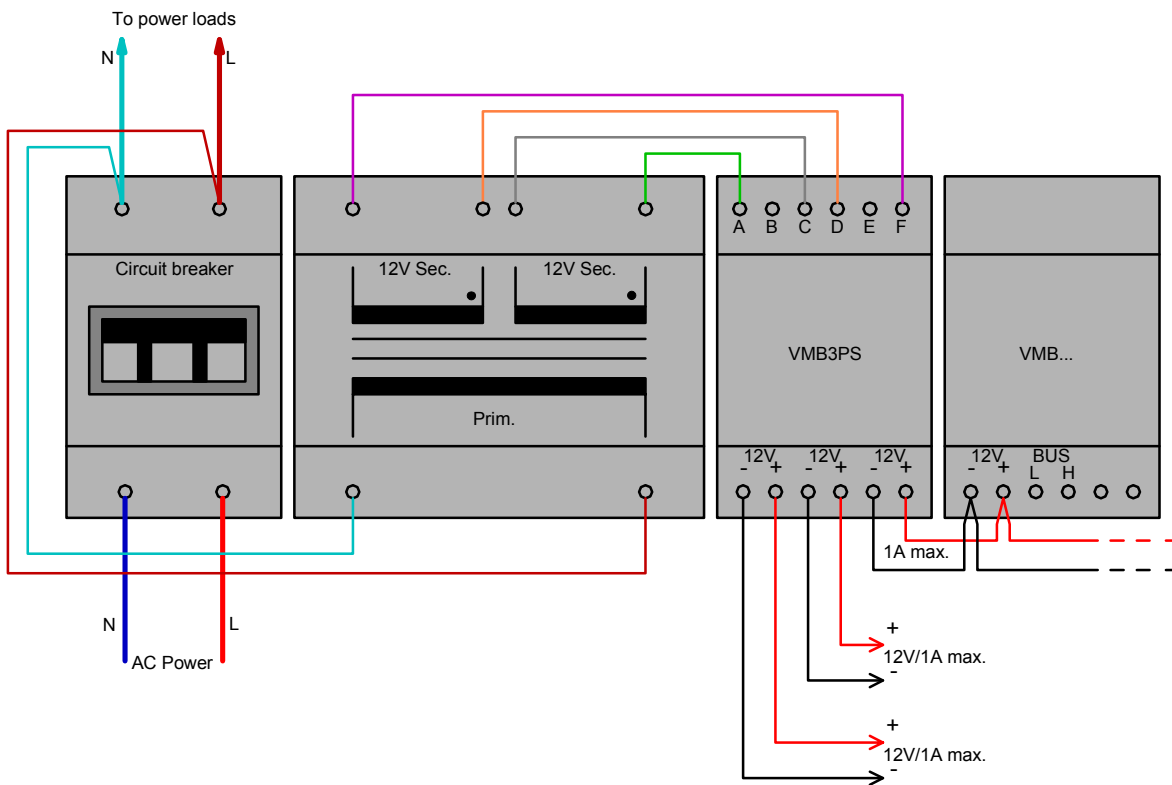 To power loads
N L
A B C D E F
Circuit breaker
12V Sec. 12V Sec.
VMB3PS
VMB...
Prim.
12V 12V 12V
- + - + - +
12V BUS
- + L H
1A max.
N L
AC Power
+
12V/1A max.
-
+
12V/1A max.
-